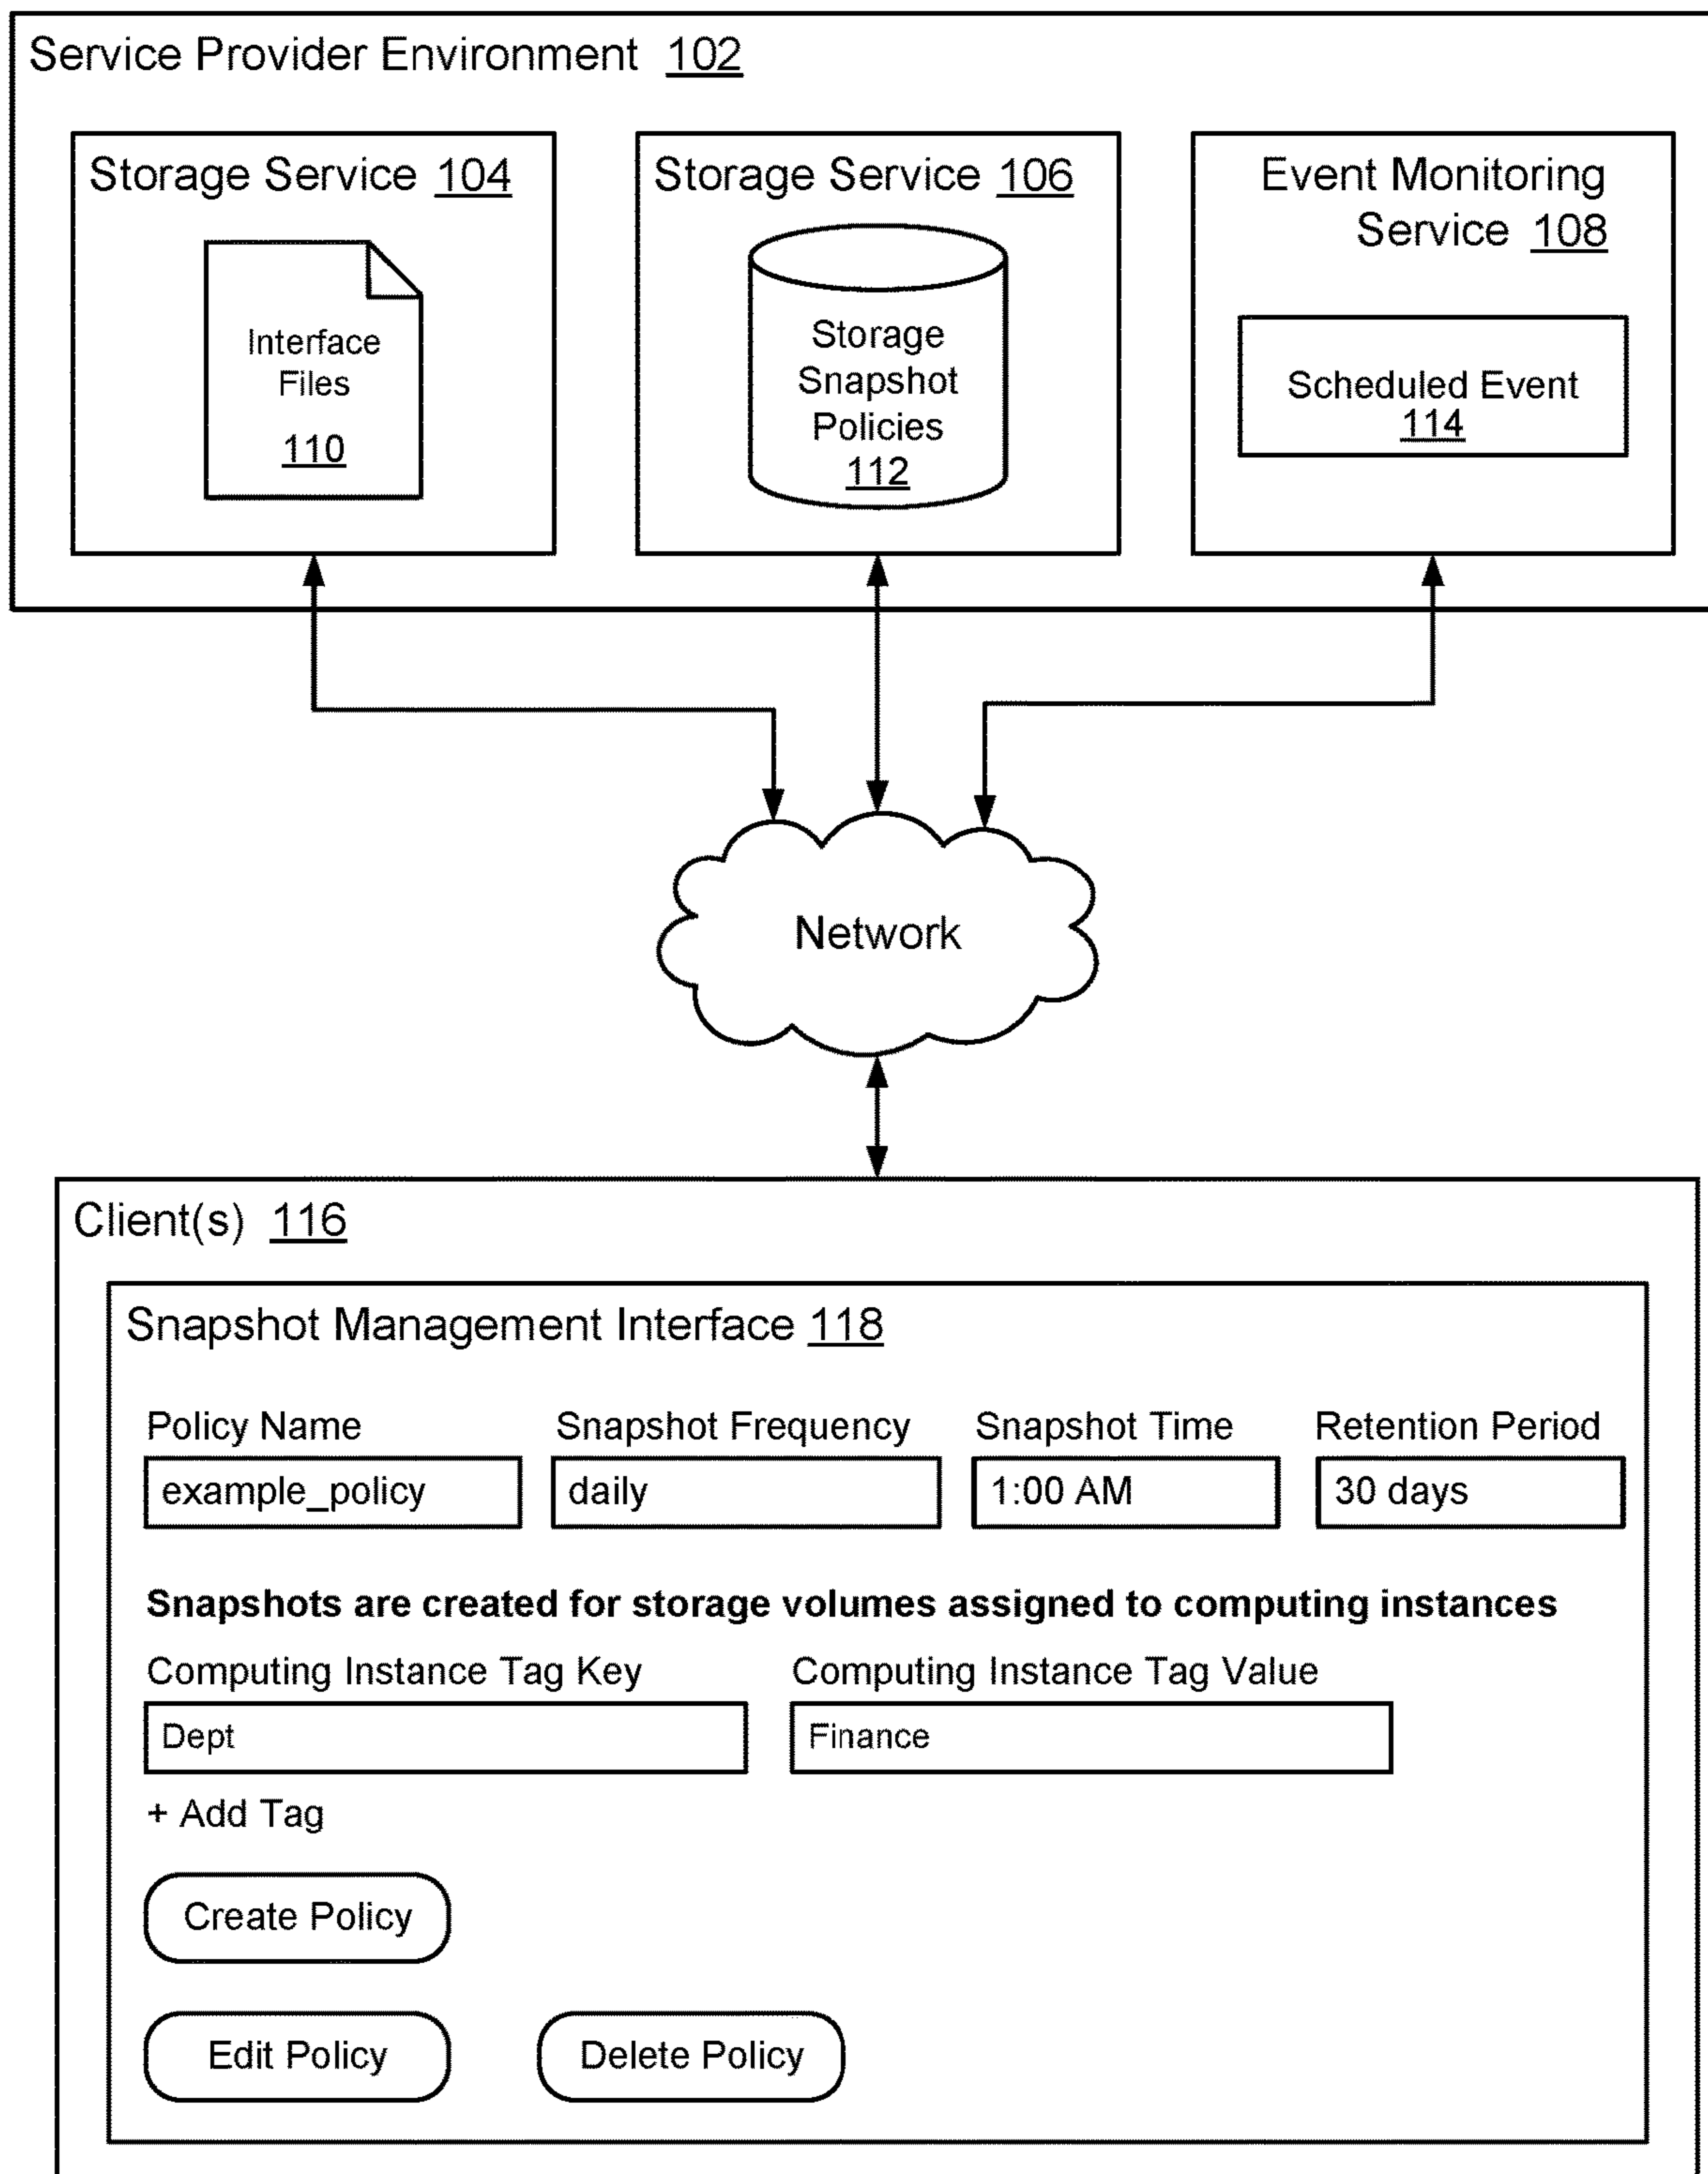 Service Provider Environment 102
Storage Service 104
Interface
Files
110
Storage Service 106
Storage
Snapshot
Policies
112
Event Monitoring
Service 108
Scheduled Event
114
Network
Client(s) 116
Snapshot Management Interface 118
Policy Name Snapshot Frequency Snapshot Time Retention Period
example_policy daily 1:00 AM 30 days
Snapshots are created for storage volumes assigned to computing instances
Computing Instance Tag Key Computing Instance Tag Value
Dept Finance
+ Add Tag
Create Policy
Edit Policy Delete Policy